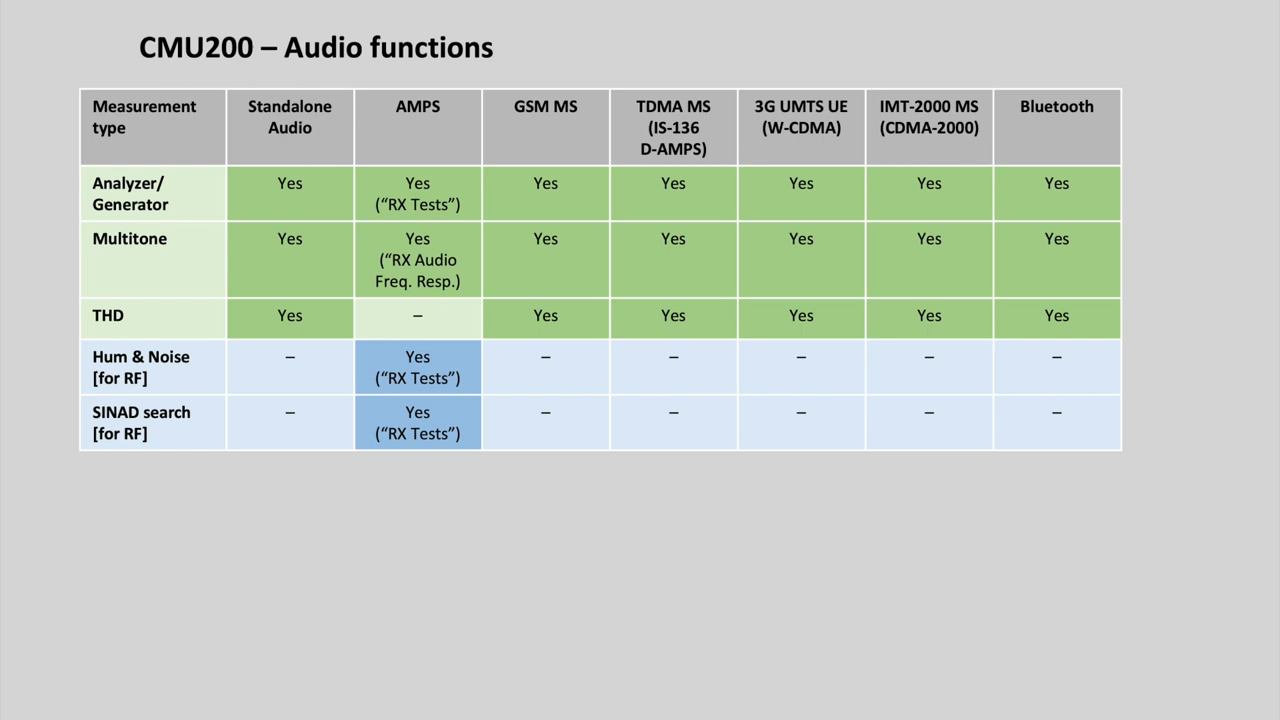 CMU200 – Audio functions
Measurement type | Standalone Audio | AMPS | GSM MS | TDMA MS (IS-136 D-AMPS) | 3G UMTS UE (W-CDMA) | IMT-2000 MS (CDMA-2000) | Bluetooth
Analyzer/ Generator | Yes | Yes (“RX Tests”) | Yes | Yes | Yes | Yes | Yes
Multitone | Yes | Yes (“RX Audio Freq. Resp.) | Yes | Yes | Yes | Yes | Yes
THD | Yes | – | Yes | Yes | Yes | Yes | Yes
Hum & Noise [for RF] | – | Yes (“RX Tests”) | – | – | – | – | –
SINAD search [for RF] | – | Yes (“RX Tests”) | – | – | – | – | –